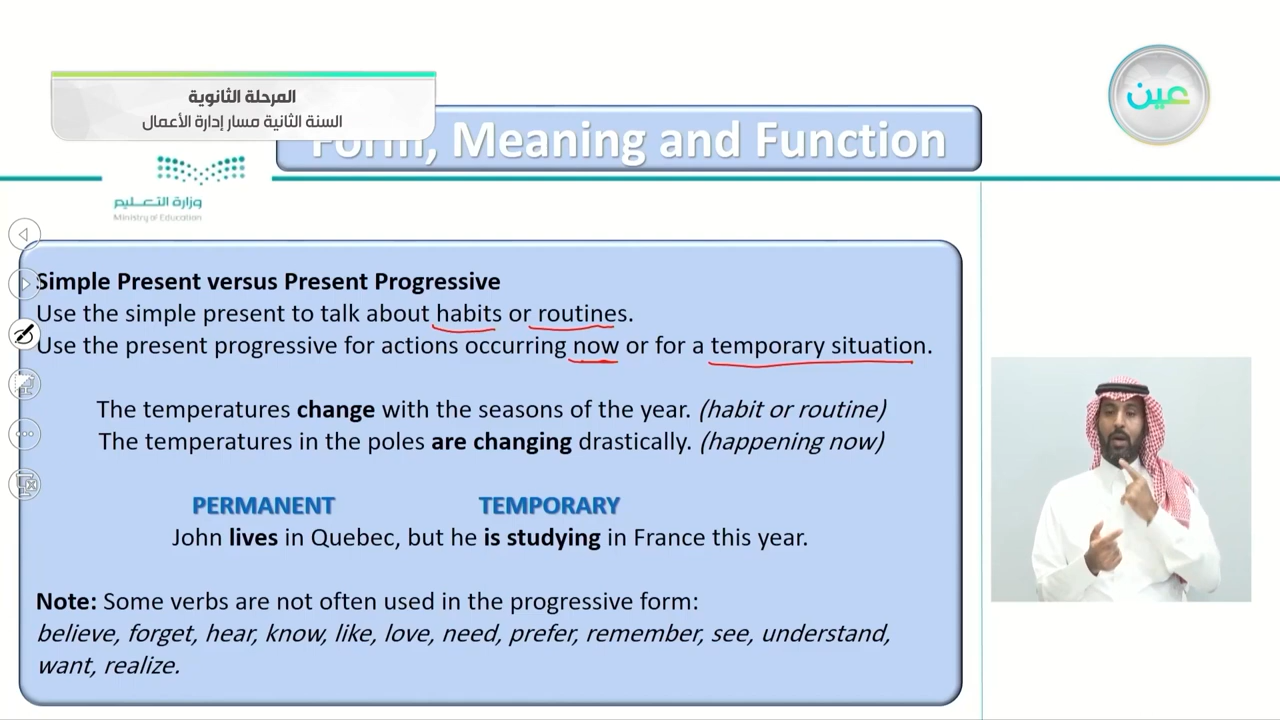 المرحلة الثانوية
السنة الثانية مسار إدارة الأعمال
عين
Form, Meaning and Function
وزارة التعليم
Ministry of Education
Simple Present versus Present Progressive
Use the simple present to talk about habits or routines.
Use the present progressive for actions occurring now or for a temporary situation.
The temperatures change with the seasons of the year. (habit or routine)
The temperatures in the poles are changing drastically. (happening now)
PERMANENT TEMPORARY
John lives in Quebec, but he is studying in France this year.
Note: Some verbs are not often used in the progressive form:
believe, forget, hear, know, like, love, need, prefer, remember, see, understand,
want, realize.